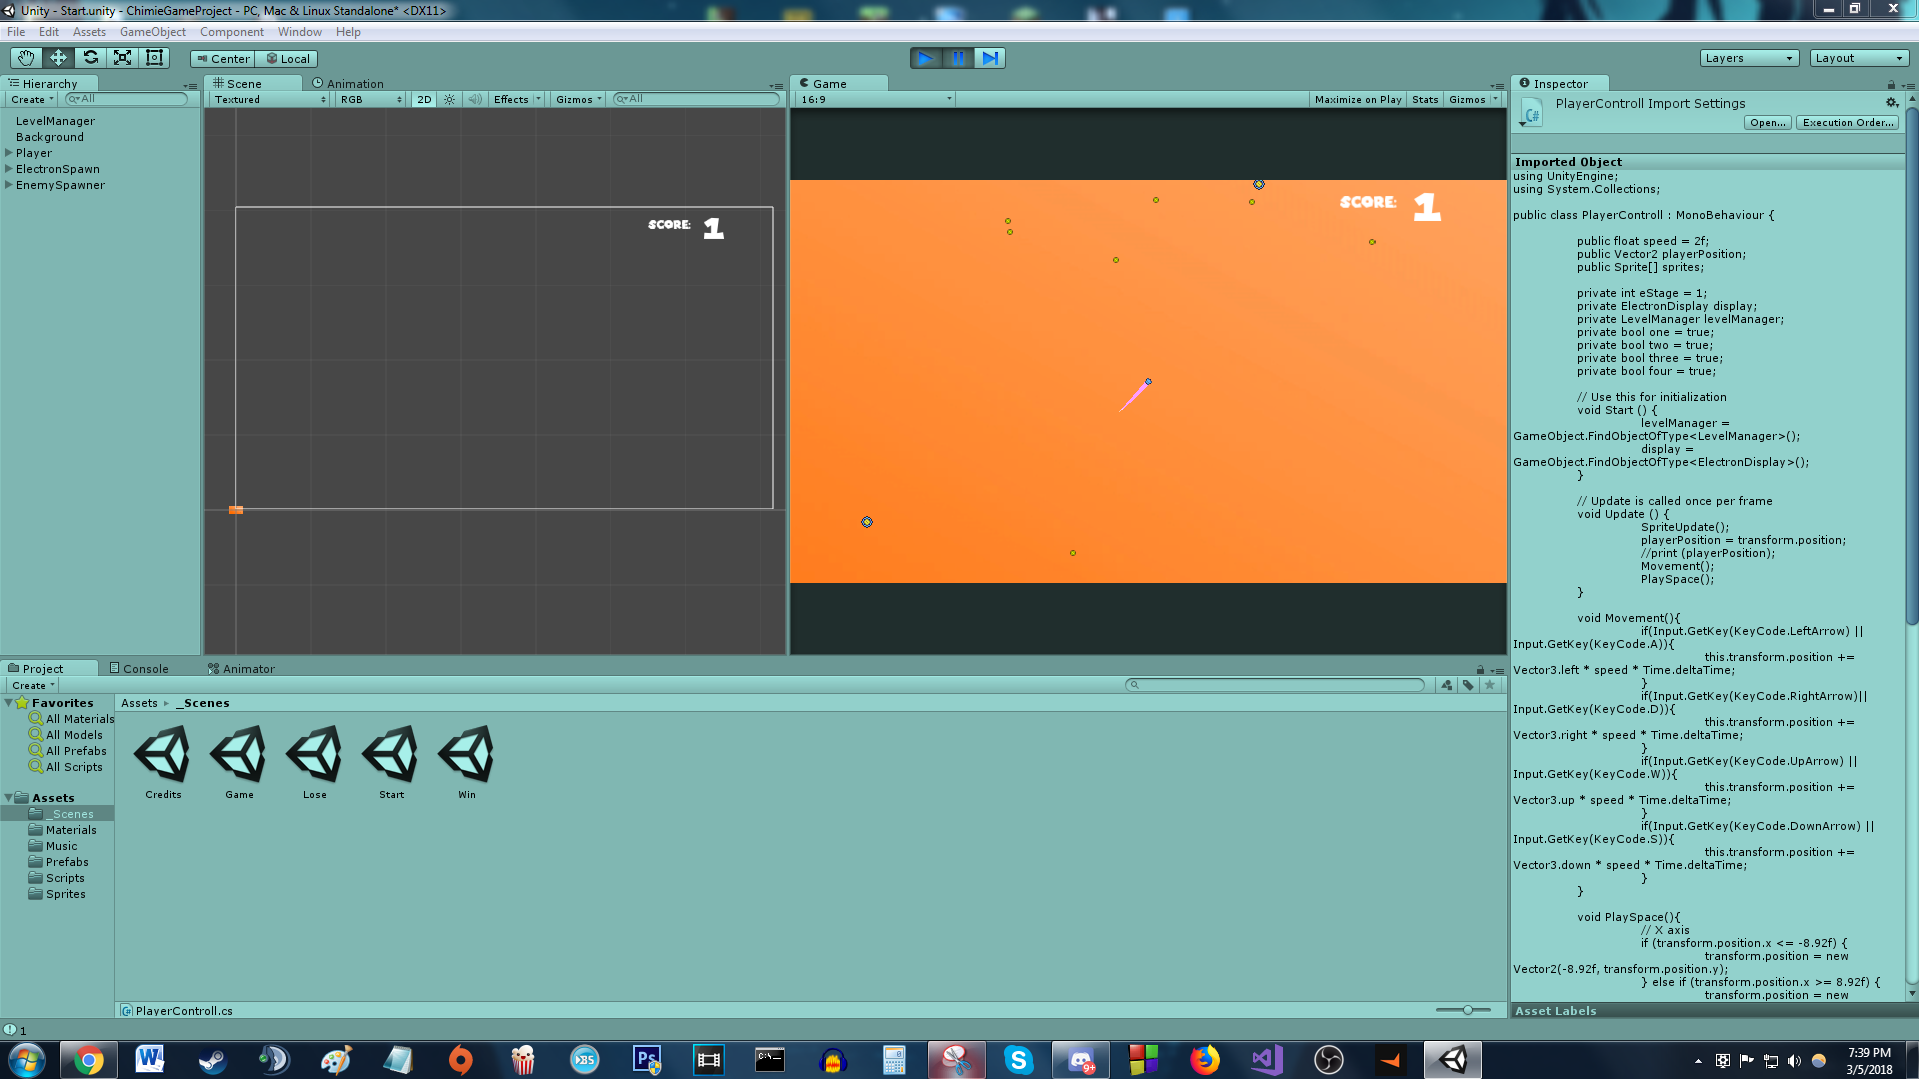 Unity - Start.unity - ChimieGameProject - PC, Mac & Linux Standalone* <DX11>
File Edit Assets GameObject Component Window Help
Center Local
Layers Layout
Hierarchy
Create All
LevelManager
Background
Player
ElectronSpawn
EnemySpawner
Scene Animation
Textured RGB 2D Effects Gizmos All
SCORE: 1
Game
16:9 Maximize on Play Stats Gizmos
SCORE: 1
Inspector
PlayerControll Import Settings
Open... Execution Order...
Imported Object
using UnityEngine;
using System.Collections;
public class PlayerControll : MonoBehaviour {
public float speed = 2f;
public Vector2 playerPosition;
public Sprite[] sprites;
private int eStage = 1;
private ElectronDisplay display;
private LevelManager levelManager;
private bool one = true;
private bool two = true;
private bool three = true;
private bool four = true;
// Use this for initialization
void Start () {
levelManager =
GameObject.FindObjectOfType<LevelManager>();
display =
GameObject.FindObjectOfType<ElectronDisplay>();
}
// Update is called once per frame
void Update () {
SpriteUpdate();
playerPosition = transform.position;
//print (playerPosition);
Movement();
PlaySpace();
}
void Movement(){
if(Input.GetKey(KeyCode.LeftArrow) ||
Input.GetKey(KeyCode.A)){
this.transform.position +=
Vector3.left * speed * Time.deltaTime;
}
if(Input.GetKey(KeyCode.RightArrow)||
Input.GetKey(KeyCode.D)){
this.transform.position +=
Vector3.right * speed * Time.deltaTime;
}
if(Input.GetKey(KeyCode.UpArrow) ||
Input.GetKey(KeyCode.W)){
this.transform.position +=
Vector3.up * speed * Time.deltaTime;
}
if(Input.GetKey(KeyCode.DownArrow) ||
Input.GetKey(KeyCode.S)){
this.transform.position +=
Vector3.down * speed * Time.deltaTime;
}
}
void PlaySpace(){
// X axis
if (transform.position.x <= -8.92f) {
transform.position = new
Vector2(-8.92f, transform.position.y);
} else if (transform.position.x >= 8.92f) {
transform.position = new
Asset Labels
Project Console Animator
Create
Favorites
All Materials
All Models
All Prefabs
All Scripts
Assets
_Scenes
Materials
Music
Prefabs
Scripts
Sprites
Assets _Scenes
Credits Game Lose Start Win
PlayerControll.cs
1
7:39 PM
3/5/2018